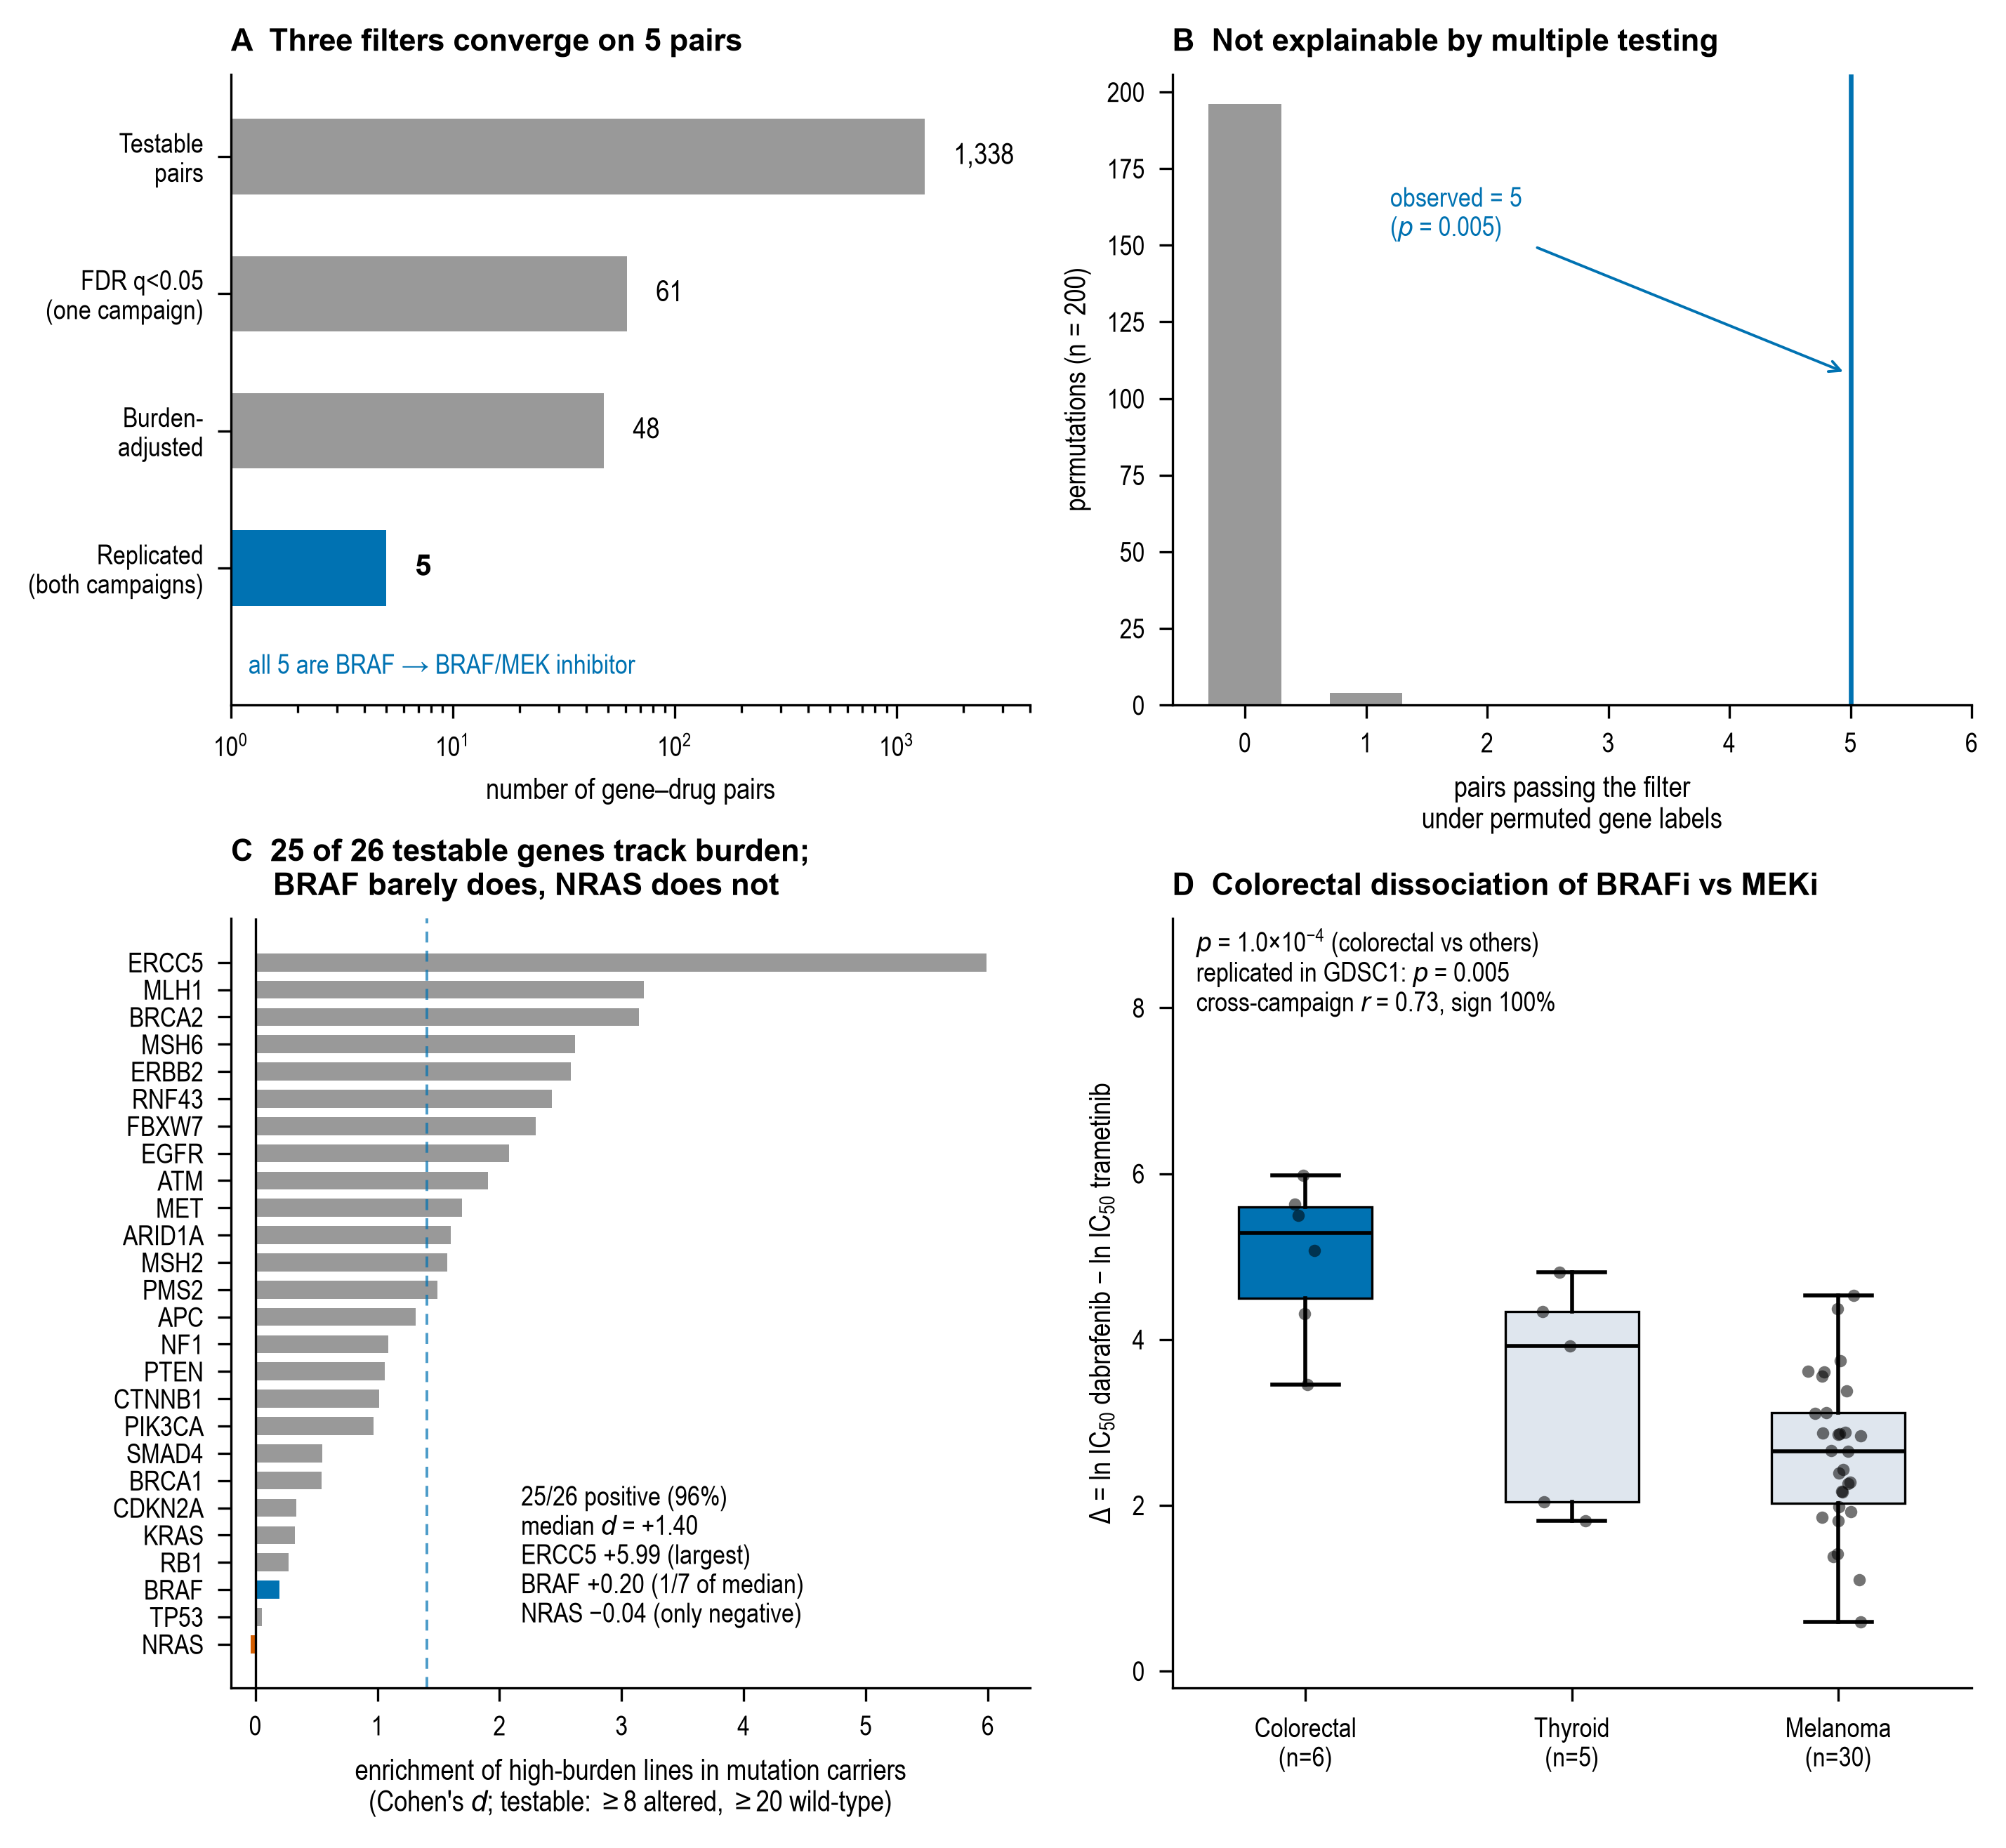 A Three filters converge on 5 pairs
Testable
pairs
1,338
FDR q<0.05
(one campaign)
61
Burden-
adjusted
48
Replicated
(both campaigns)
5
all 5 are BRAF → BRAF/MEK inhibitor
10⁰ 10¹ 10² 10³
number of gene–drug pairs
B Not explainable by multiple testing
permutations (n = 200)
200
175
150
125
100
75
50
25
0
observed = 5
(p = 0.005)
0 1 2 3 4 5 6
pairs passing the filter
under permuted gene labels
C 25 of 26 testable genes track burden;
BRAF barely does, NRAS does not
ERCC5
MLH1
BRCA2
MSH6
ERBB2
RNF43
FBXW7
EGFR
ATM
MET
ARID1A
MSH2
PMS2
APC
NF1
PTEN
CTNNB1
PIK3CA
SMAD4
BRCA1
CDKN2A
KRAS
RB1
BRAF
TP53
NRAS
25/26 positive (96%)
median d = +1.40
ERCC5 +5.99 (largest)
BRAF +0.20 (1/7 of median)
NRAS −0.04 (only negative)
0 1 2 3 4 5 6
enrichment of high-burden lines in mutation carriers
(Cohen's d; testable: ≥8 altered, ≥20 wild-type)
D Colorectal dissociation of BRAFi vs MEKi
p = 1.0×10⁻⁴ (colorectal vs others)
replicated in GDSC1: p = 0.005
cross-campaign r = 0.73, sign 100%
Δ = ln IC₅₀ dabrafenib − ln IC₅₀ trametinib
8
6
4
2
0
Colorectal
(n=6)
Thyroid
(n=5)
Melanoma
(n=30)